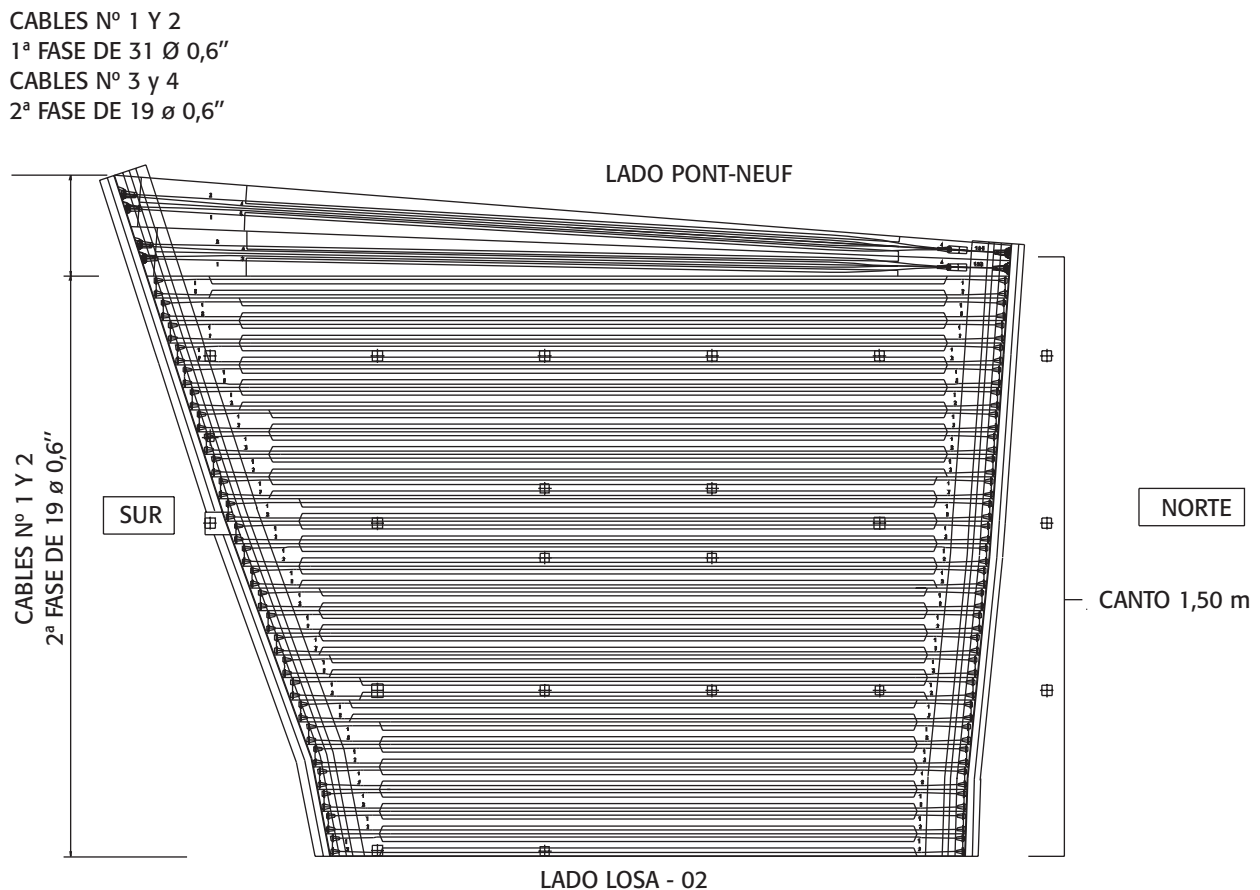 CABLES Nº 1 Y 2
1ª FASE DE 31 Ø 0,6"
CABLES Nº 3 y 4
2ª FASE DE 19 ø 0,6"
LADO PONT-NEUF
CABLES Nº 1 Y 2
2ª FASE DE 19 ø 0,6"
SUR
NORTE
CANTO 1,50 m
LADO LOSA - 02